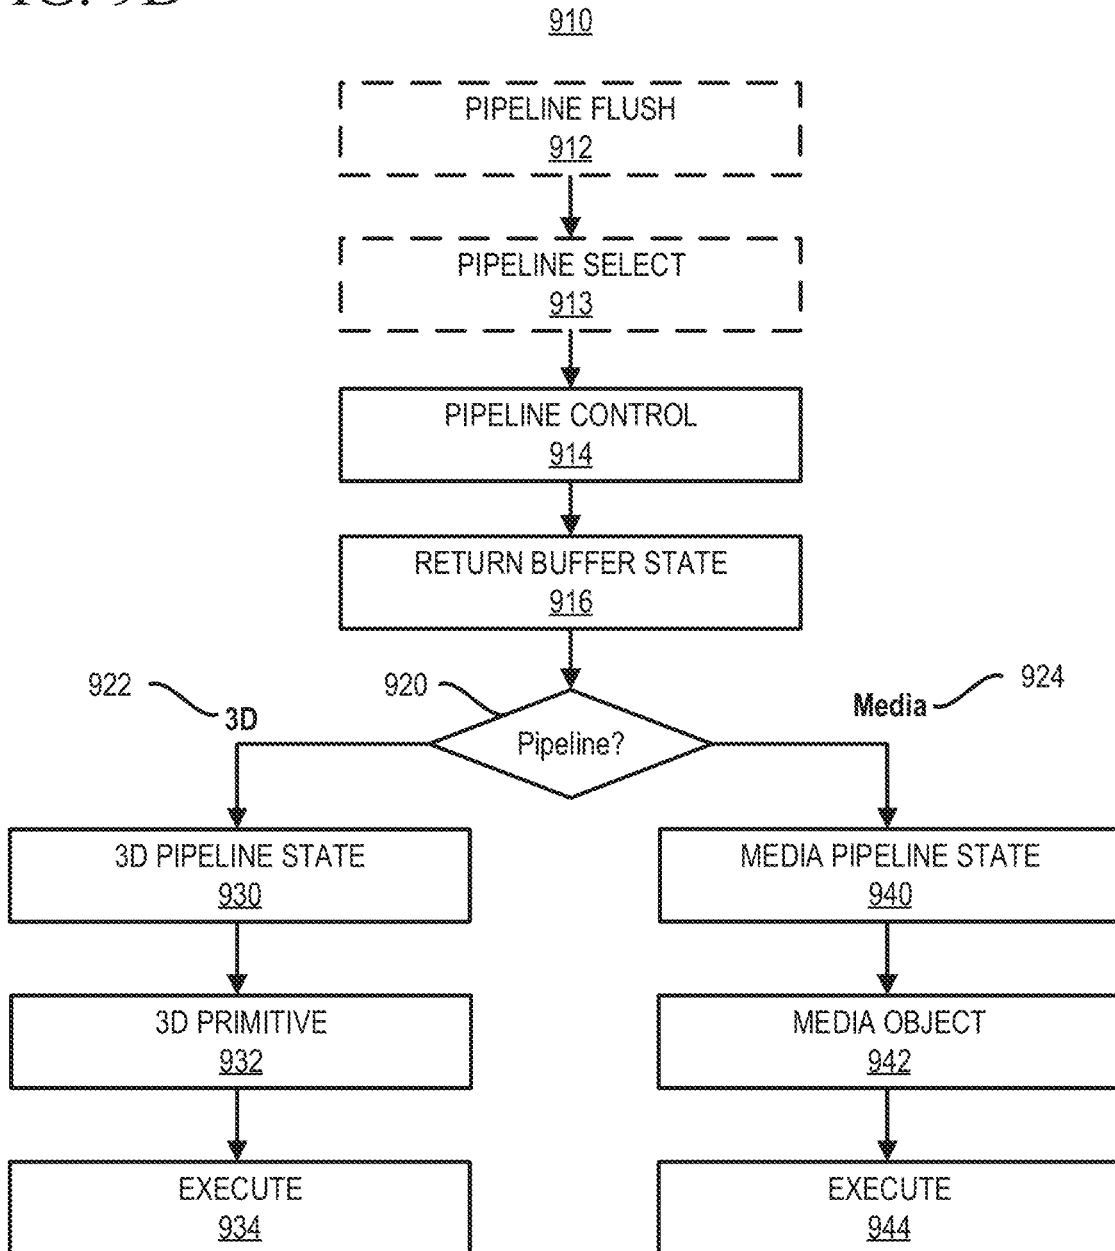 910
PIPELINE FLUSH
912
PIPELINE SELECT
913
PIPELINE CONTROL
914
RETURN BUFFER STATE
916
922
920
924
3D
Media
Pipeline?
3D PIPELINE STATE
930
MEDIA PIPELINE STATE
940
3D PRIMITIVE
932
MEDIA OBJECT
942
EXECUTE
934
EXECUTE
944